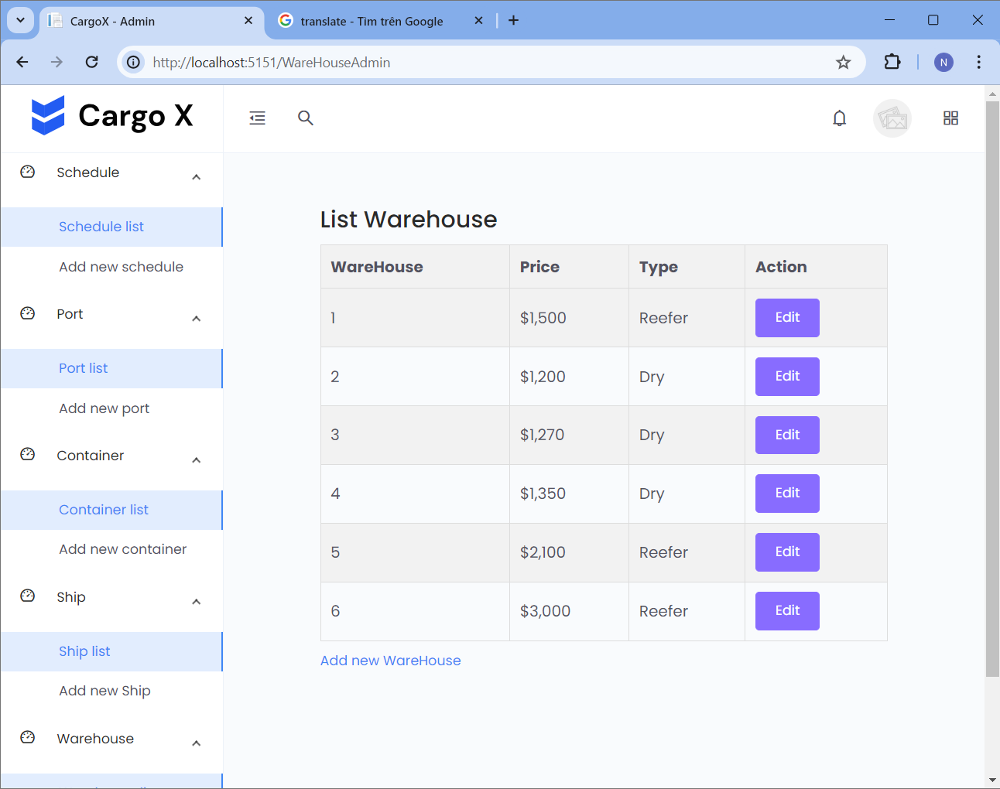 CargoX - Admin
translate - Tìm trên Google
http://localhost:5151/WareHouseAdmin
N
Cargo X
Schedule
Schedule list
Add new schedule
Port
Port list
Add new port
Container
Container list
Add new container
Ship
Ship list
Add new Ship
Warehouse
List Warehouse
WareHouse Price Type Action
1 $1,500 Reefer Edit
2 $1,200 Dry Edit
3 $1,270 Dry Edit
4 $1,350 Dry Edit
5 $2,100 Reefer Edit
6 $3,000 Reefer Edit
Add new WareHouse